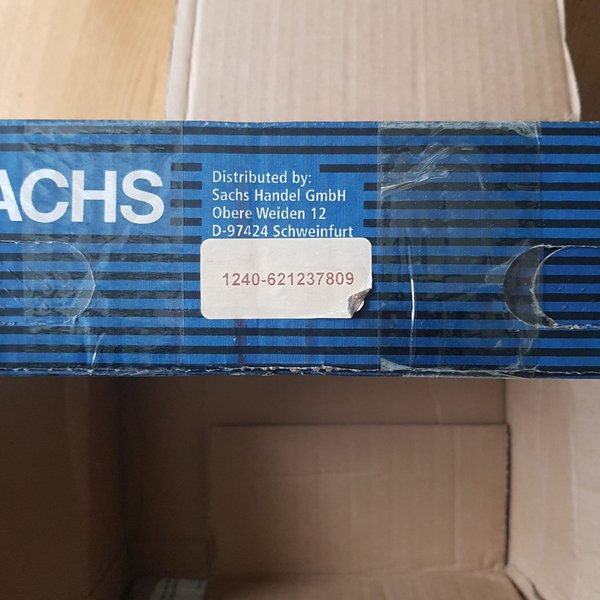 ACHS
Distributed by:
Sachs Handel GmbH
Obere Weiden 12
D-97424 Schweinfurt
1240-621237809